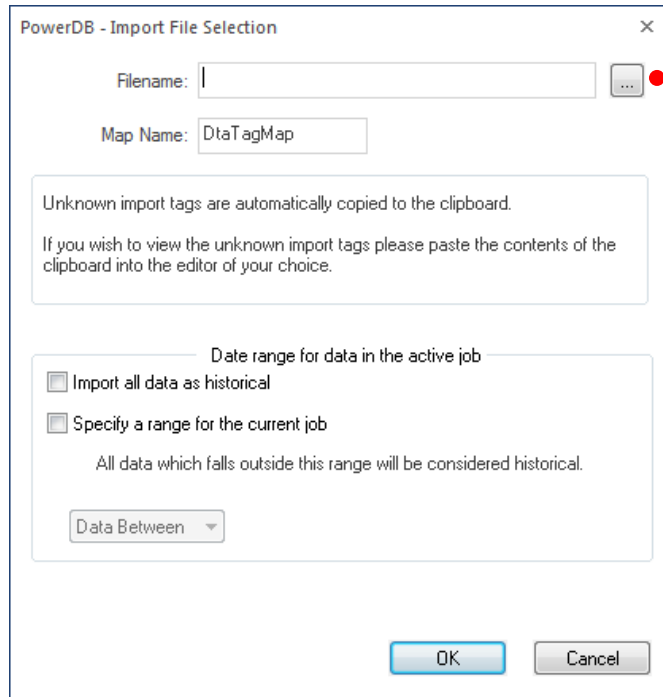 PowerDB - Import File Selection
Filename:
...
Map Name: DtaTagMap
Unknown import tags are automatically copied to the clipboard.
If you wish to view the unknown import tags please paste the contents of the
clipboard into the editor of your choice.
Date range for data in the active job
Import all data as historical
Specify a range for the current job
All data which falls outside this range will be considered historical.
Data Between
OK Cancel